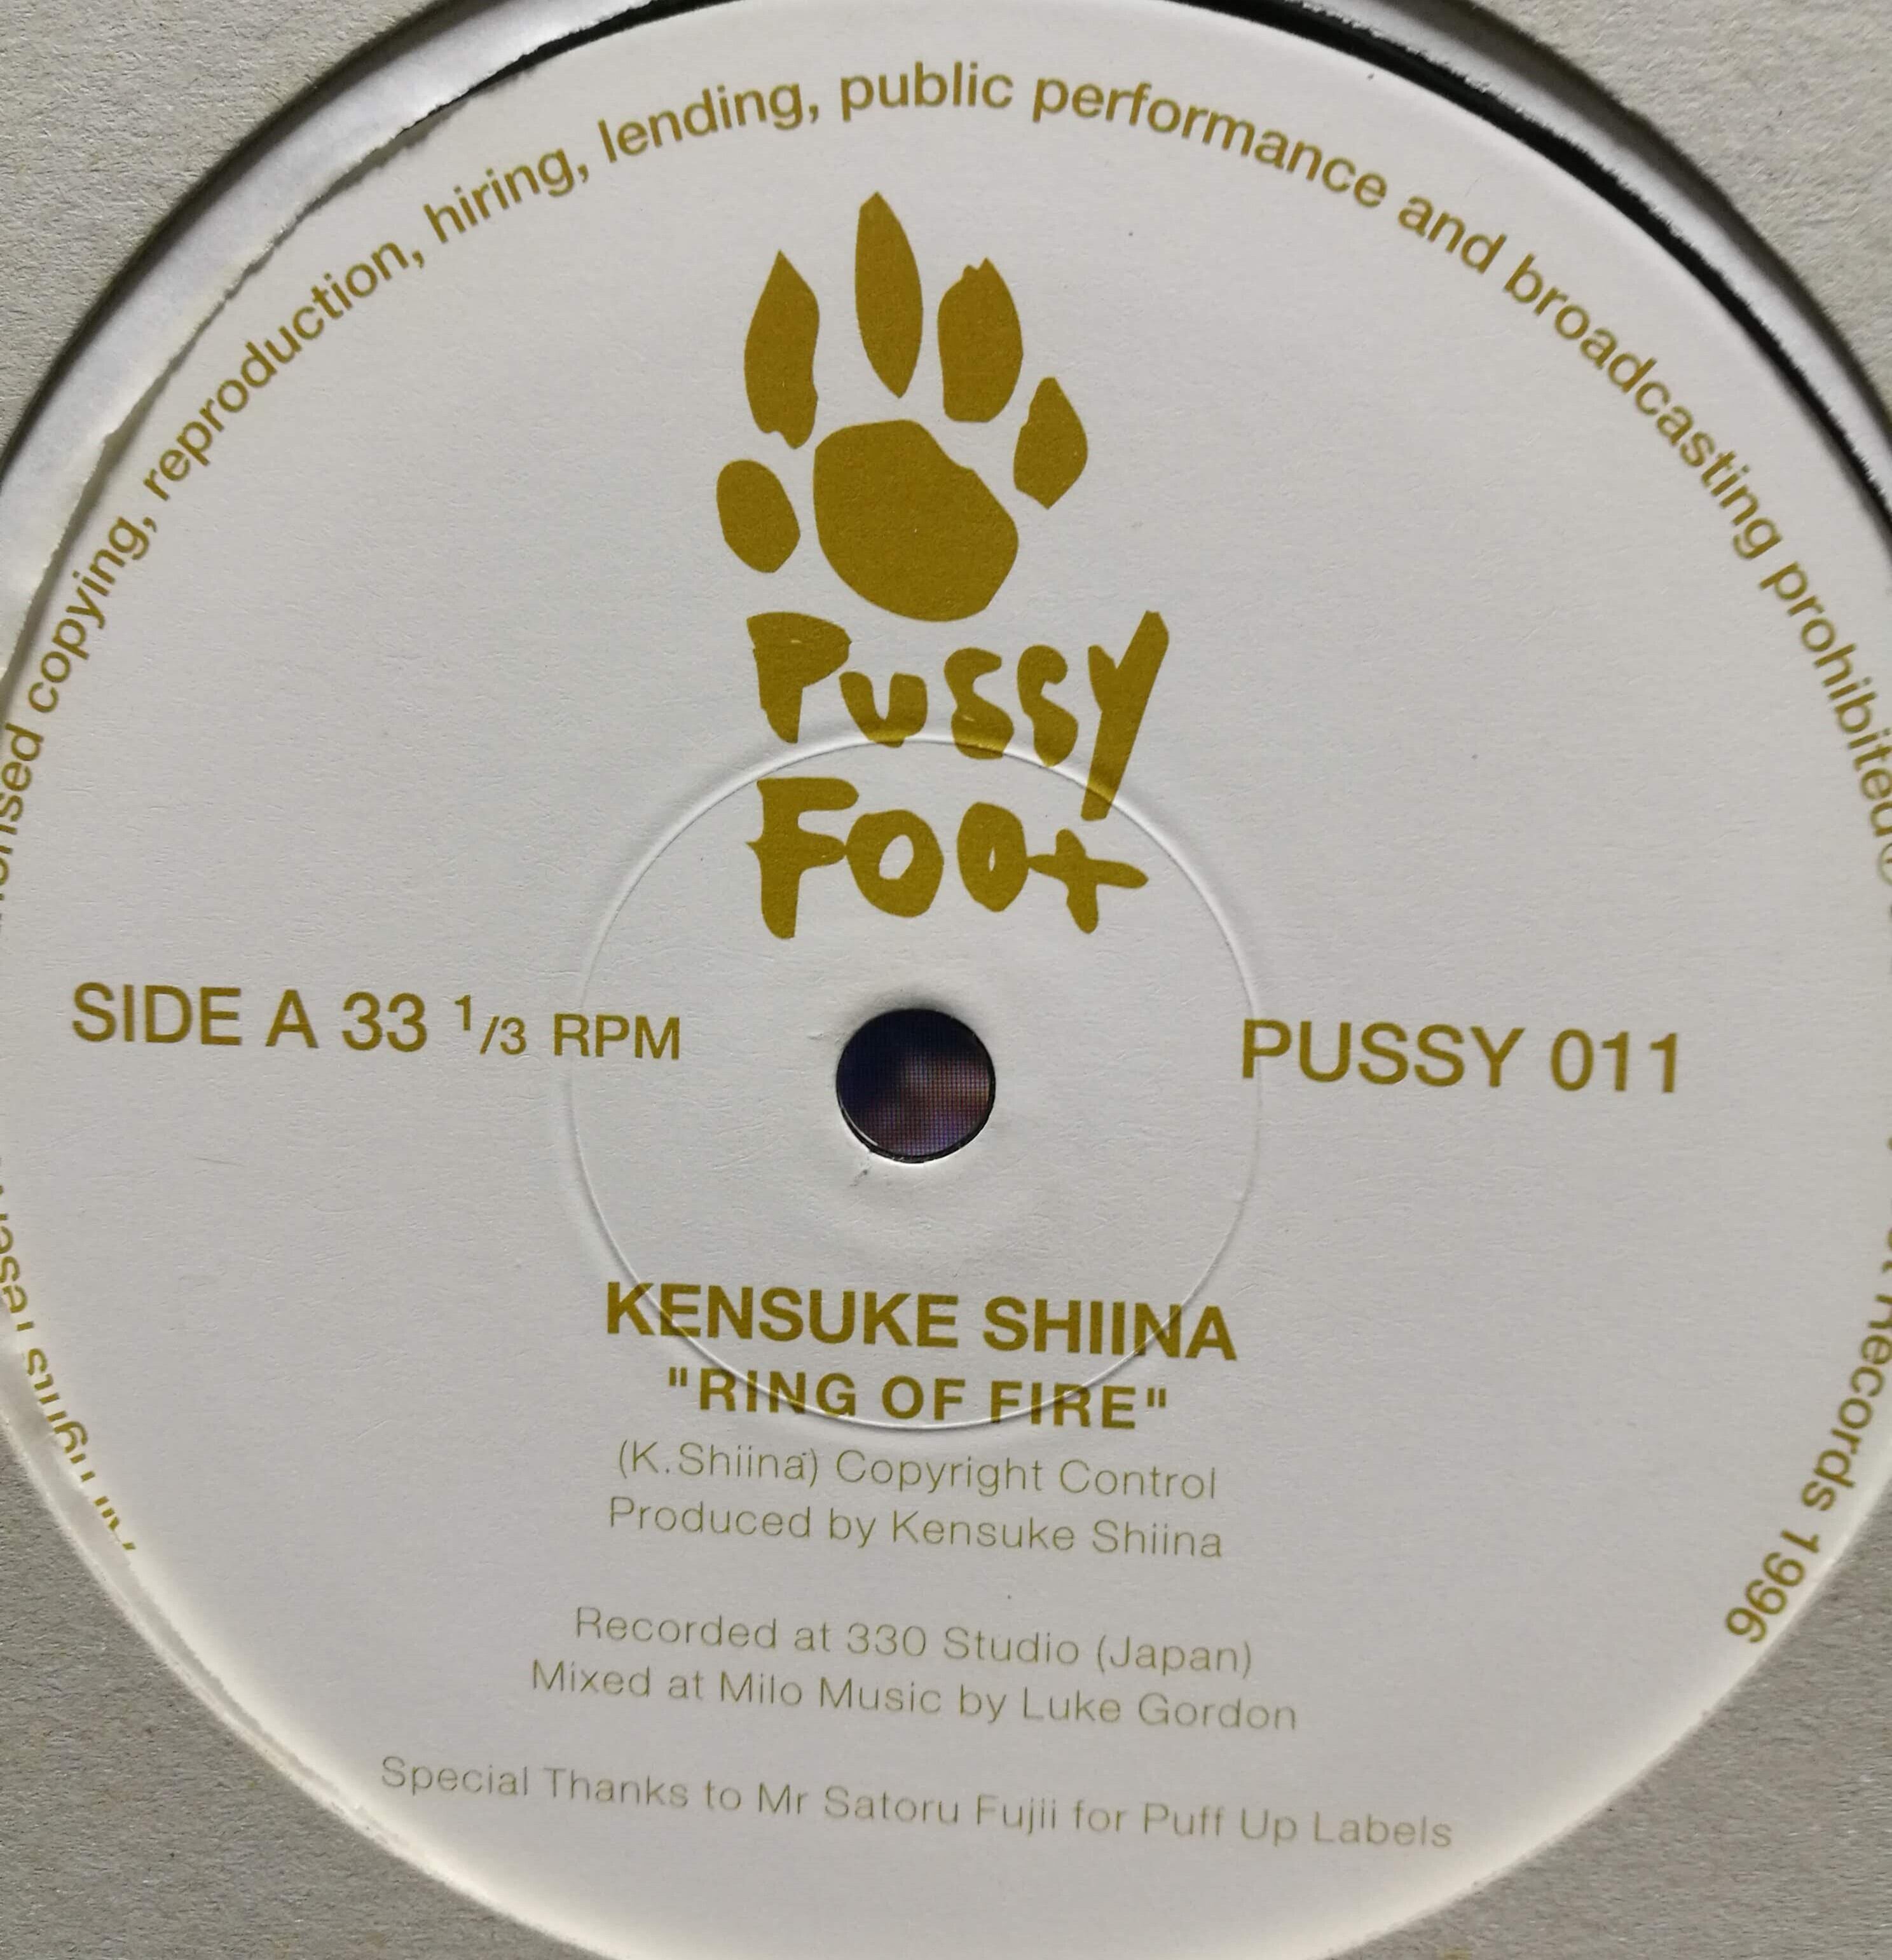 copying, reproduction, hiring, lending, public performance and broadcasting prohibited Records 1996
Pussy
Foot
SIDE A 33 1/3 RPM
PUSSY 011
KENSUKE SHIINA
"RING OF FIRE"
(K.Shiina) Copyright Control
Produced by Kensuke Shiina
Recorded at 330 Studio (Japan)
Mixed at Milo Music by Luke Gordon
Special Thanks to Mr Satoru Fujii for Puff Up Labels